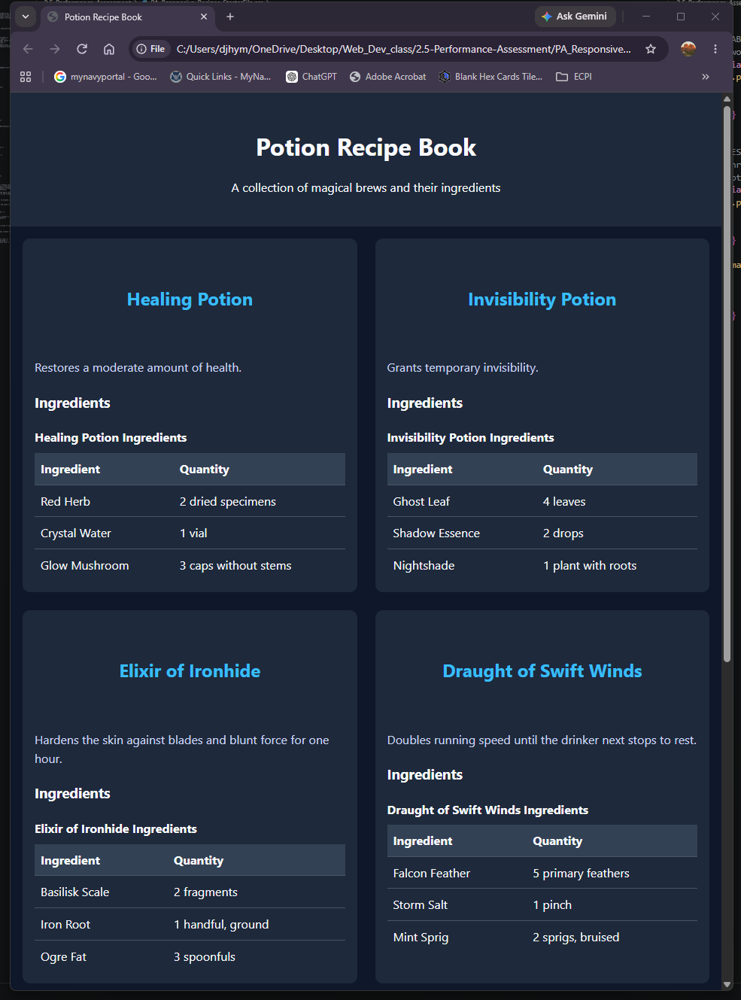 Potion Recipe Book
Ask Gemini
File
C:/Users/djhym/OneDrive/Desktop/Web_Dev_class/2.5-Performance-Assessment/PA_Responsive...
mynavyportal - Goo...
Quick Links - MyNa...
ChatGPT
Adobe Acrobat
Blank Hex Cards Tile...
ECPI
Potion Recipe Book
A collection of magical brews and their ingredients
Healing Potion
Restores a moderate amount of health.
Ingredients
Healing Potion Ingredients
Ingredient Quantity
Red Herb 2 dried specimens
Crystal Water 1 vial
Glow Mushroom 3 caps without stems
Invisibility Potion
Grants temporary invisibility.
Ingredients
Invisibility Potion Ingredients
Ingredient Quantity
Ghost Leaf 4 leaves
Shadow Essence 2 drops
Nightshade 1 plant with roots
Elixir of Ironhide
Hardens the skin against blades and blunt force for one
hour.
Ingredients
Elixir of Ironhide Ingredients
Ingredient Quantity
Basilisk Scale 2 fragments
Iron Root 1 handful, ground
Ogre Fat 3 spoonfuls
Draught of Swift Winds
Doubles running speed until the drinker next stops to rest.
Ingredients
Draught of Swift Winds Ingredients
Ingredient Quantity
Falcon Feather 5 primary feathers
Storm Salt 1 pinch
Mint Sprig 2 sprigs, bruised